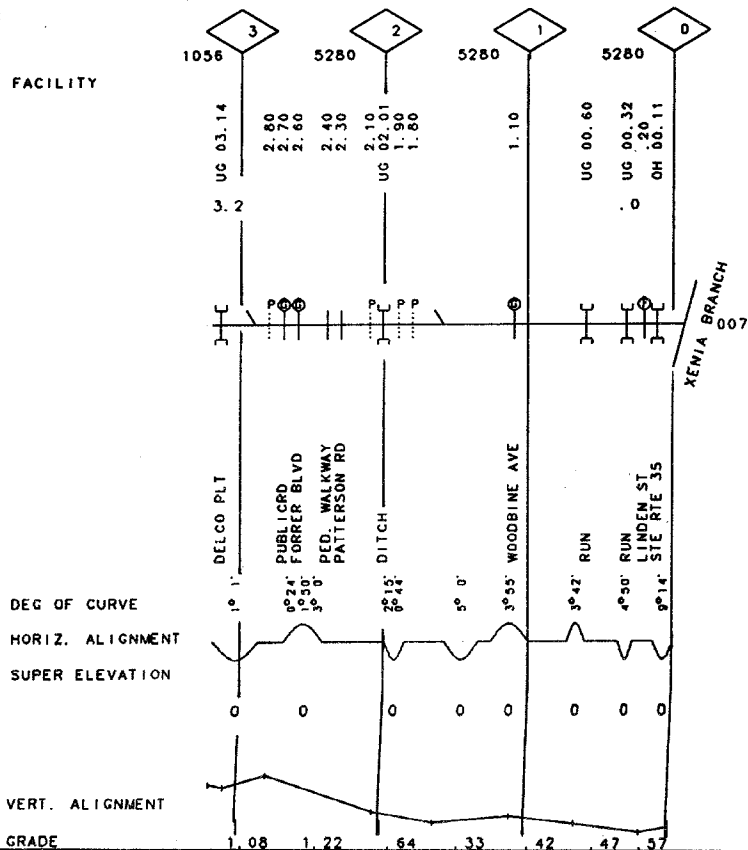 3 2 1 0
1056 5280 5280 5280
FACILITY
UG 03.14
2.80
2.70
2.60
2.40
2.30
2.10
UG 02.01
1.90
1.80
1.10
UG 00.60
UG 00.32
.20
OH 00.11
3.2 .0
P G G P P P G
XENIA BRANCH
007
DELCO PLT
PUBLICRD
FORRER BLVD
PED. WALKWAY
PATTERSON RD
DITCH
WOODBINE AVE
RUN
RUN
LINDEN ST
STE RTE 35
DEG OF CURVE
1° 1'
0°24'
1°50'
3° 0'
2°15'
0°44'
5° 0'
3°55'
3°42'
4°50'
9°14'
HORIZ. ALIGNMENT
SUPER ELEVATION
0 0 0 0 0 0 0 0
VERT. ALIGNMENT
GRADE 1.08 1.22 .64 .33 .42 .47 .57